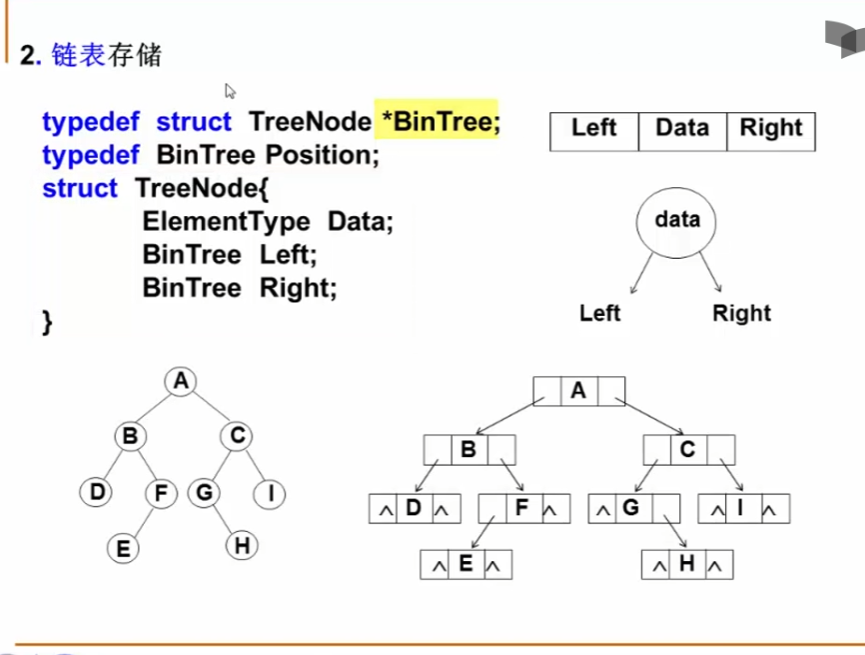 2. 链表存储
typedef struct TreeNode *BinTree;
typedef BinTree Position;
struct TreeNode{
ElementType Data;
BinTree Left;
BinTree Right;
}
Left Data Right
data
Left Right
A
B C
D F G I
E H
A
B C
^ D ^ F ^ ^ G ^ I ^
^ E ^ ^ H ^